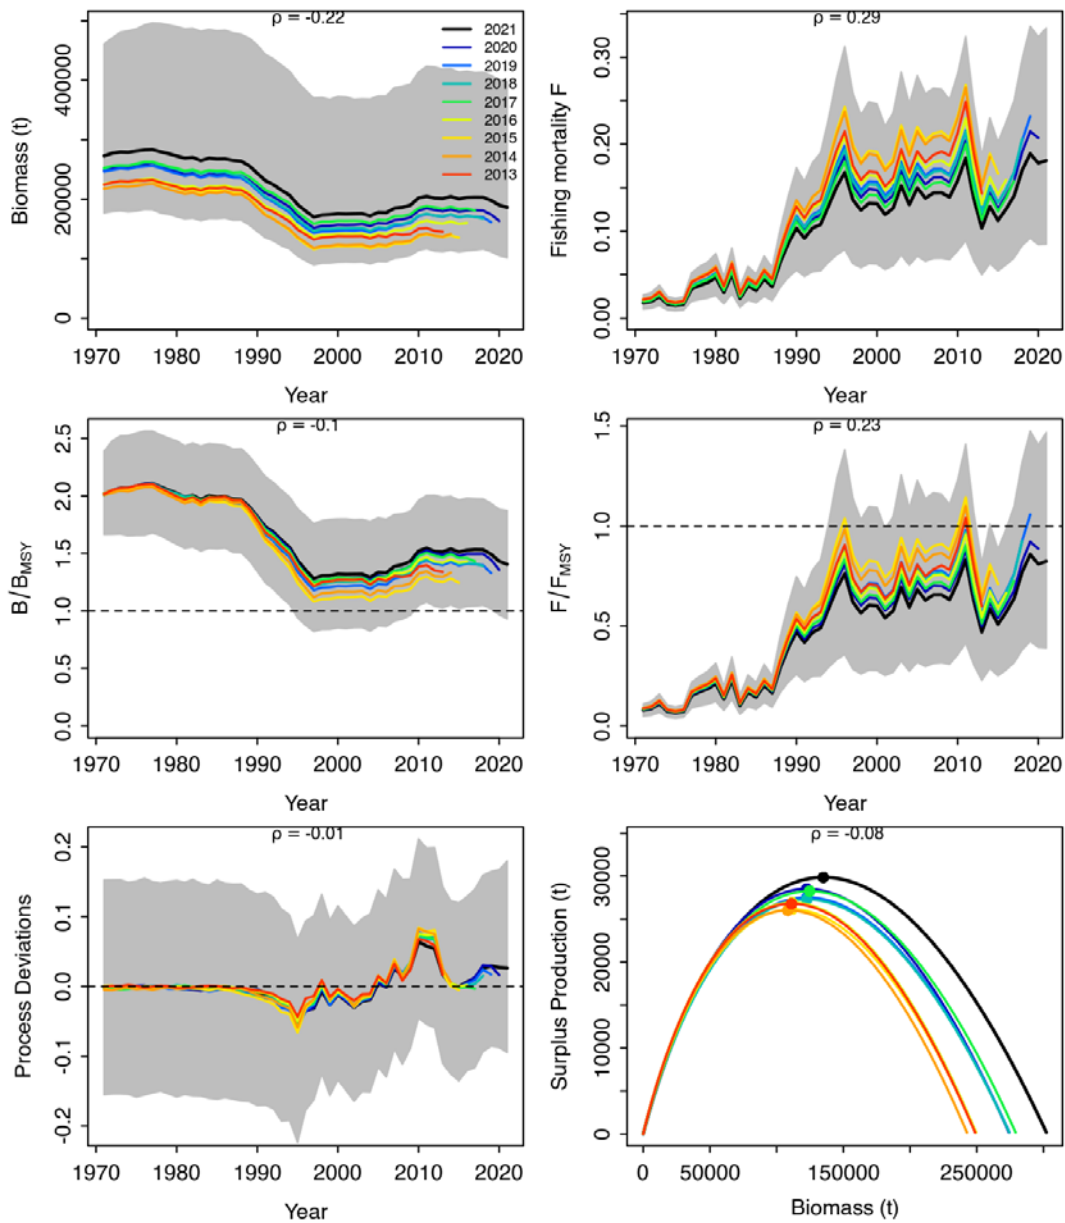 ρ = -0.22
Biomass (t)
400000
200000
0
2021
2020
2019
2018
2017
2016
2015
2014
2013
1970 1980 1990 2000 2010 2020
Year
ρ = 0.29
Fishing mortality F
0.30
0.20
0.10
0.00
1970 1980 1990 2000 2010 2020
Year
ρ = -0.1
B/BMSY
2.5
2.0
1.5
1.0
0.5
0.0
1970 1980 1990 2000 2010 2020
Year
ρ = 0.23
F/FMSY
1.5
1.0
0.5
0.0
1970 1980 1990 2000 2010 2020
Year
ρ = -0.01
Process Deviations
0.2
0.1
0.0
-0.1
-0.2
1970 1980 1990 2000 2010 2020
Year
ρ = -0.08
Surplus Production (t)
30000
20000
10000
0
0 50000 150000 250000
Biomass (t)